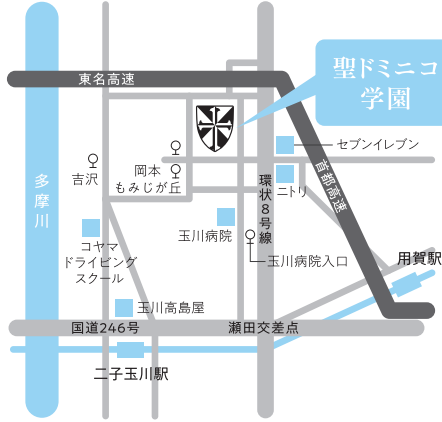 東名高速
聖ドミニコ
学園
セブンイレブン
吉沢
岡本
もみじが丘
多摩川
環状8号線
ニトリ
首都高速
コヤマ
ドライビング
スクール
玉川病院
玉川病院入口
用賀駅
玉川高島屋
国道246号
瀬田交差点
二子玉川駅